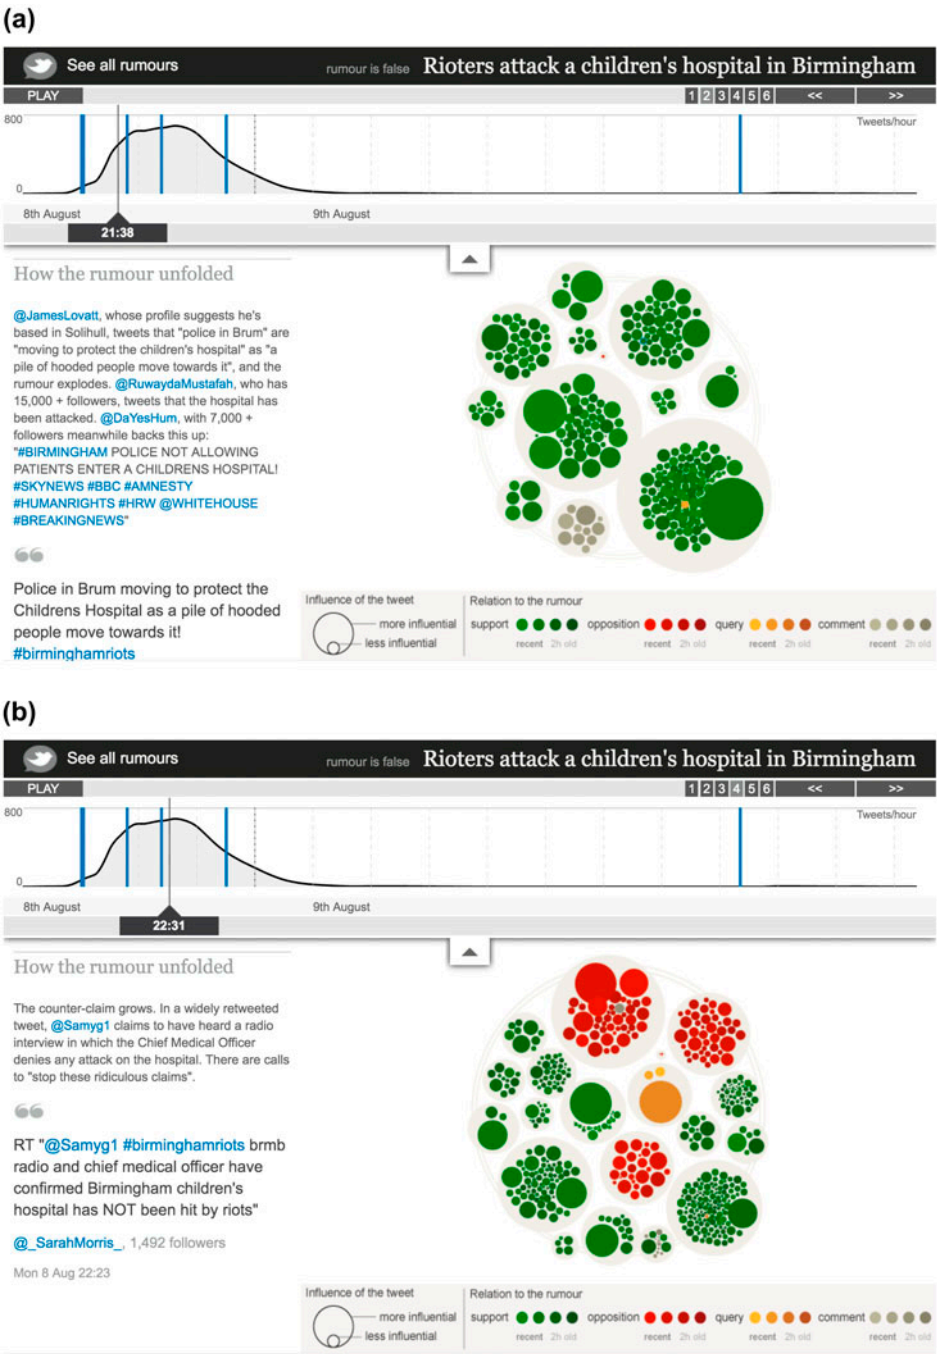 (a)
See all rumours
rumour is false Rioters attack a children's hospital in Birmingham
PLAY
1 2 3 4 5 6 << >>
800
Tweets/hour
0
8th August
9th August
21:38
How the rumour unfolded
@JamesLovatt, whose profile suggests he's
based in Solihull, tweets that "police in Brum" are
"moving to protect the children's hospital" as "a
pile of hooded people move towards it", and the
rumour explodes. @RuwaydaMustafah, who has
15,000 + followers, tweets that the hospital has
been attacked. @DaYesHum, with 7,000 +
followers meanwhile backs this up:
"#BIRMINGHAM POLICE NOT ALLOWING
PATIENTS ENTER A CHILDRENS HOSPITAL!
#SKYNEWS #BBC #AMNESTY
#HUMANRIGHTS #HRW @WHITEHOUSE
#BREAKINGNEWS"
“
Police in Brum moving to protect the
Childrens Hospital as a pile of hooded
people move towards it!
#birminghamriots
Influence of the tweet
more influential
less influential
Relation to the rumour
support opposition query comment
recent 2h old recent 2h old recent 2h old recent 2h old
(b)
See all rumours
rumour is false Rioters attack a children's hospital in Birmingham
PLAY
1 2 3 4 5 6 << >>
800
Tweets/hour
0
8th August
9th August
22:31
How the rumour unfolded
The counter-claim grows. In a widely retweeted
tweet, @Samyg1 claims to have heard a radio
interview in which the Chief Medical Officer
denies any attack on the hospital. There are calls
to "stop these ridiculous claims".
“
RT "@Samyg1 #birminghamriots brmb
radio and chief medical officer have
confirmed Birmingham children's
hospital has NOT been hit by riots"
@_SarahMorris_, 1,492 followers
Mon 8 Aug 22:23
Influence of the tweet
more influential
less influential
Relation to the rumour
support opposition query comment
recent 2h old recent 2h old recent 2h old recent 2h old